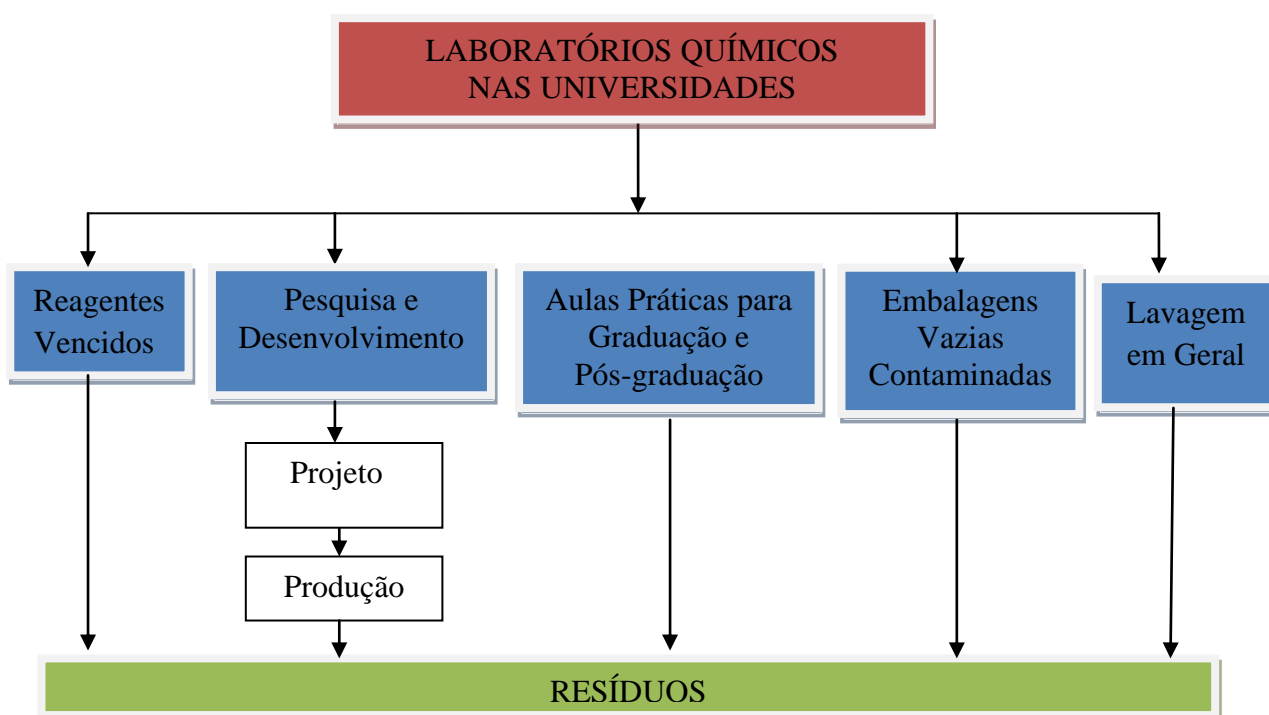 LABORATÓRIOS QUÍMICOS
NAS UNIVERSIDADES
Reagentes
Vencidos
Pesquisa e
Desenvolvimento
Aulas Práticas para
Graduação e
Pós-graduação
Embalagens
Vazias
Contaminadas
Lavagem
em Geral
Projeto
Produção
RESÍDUOS